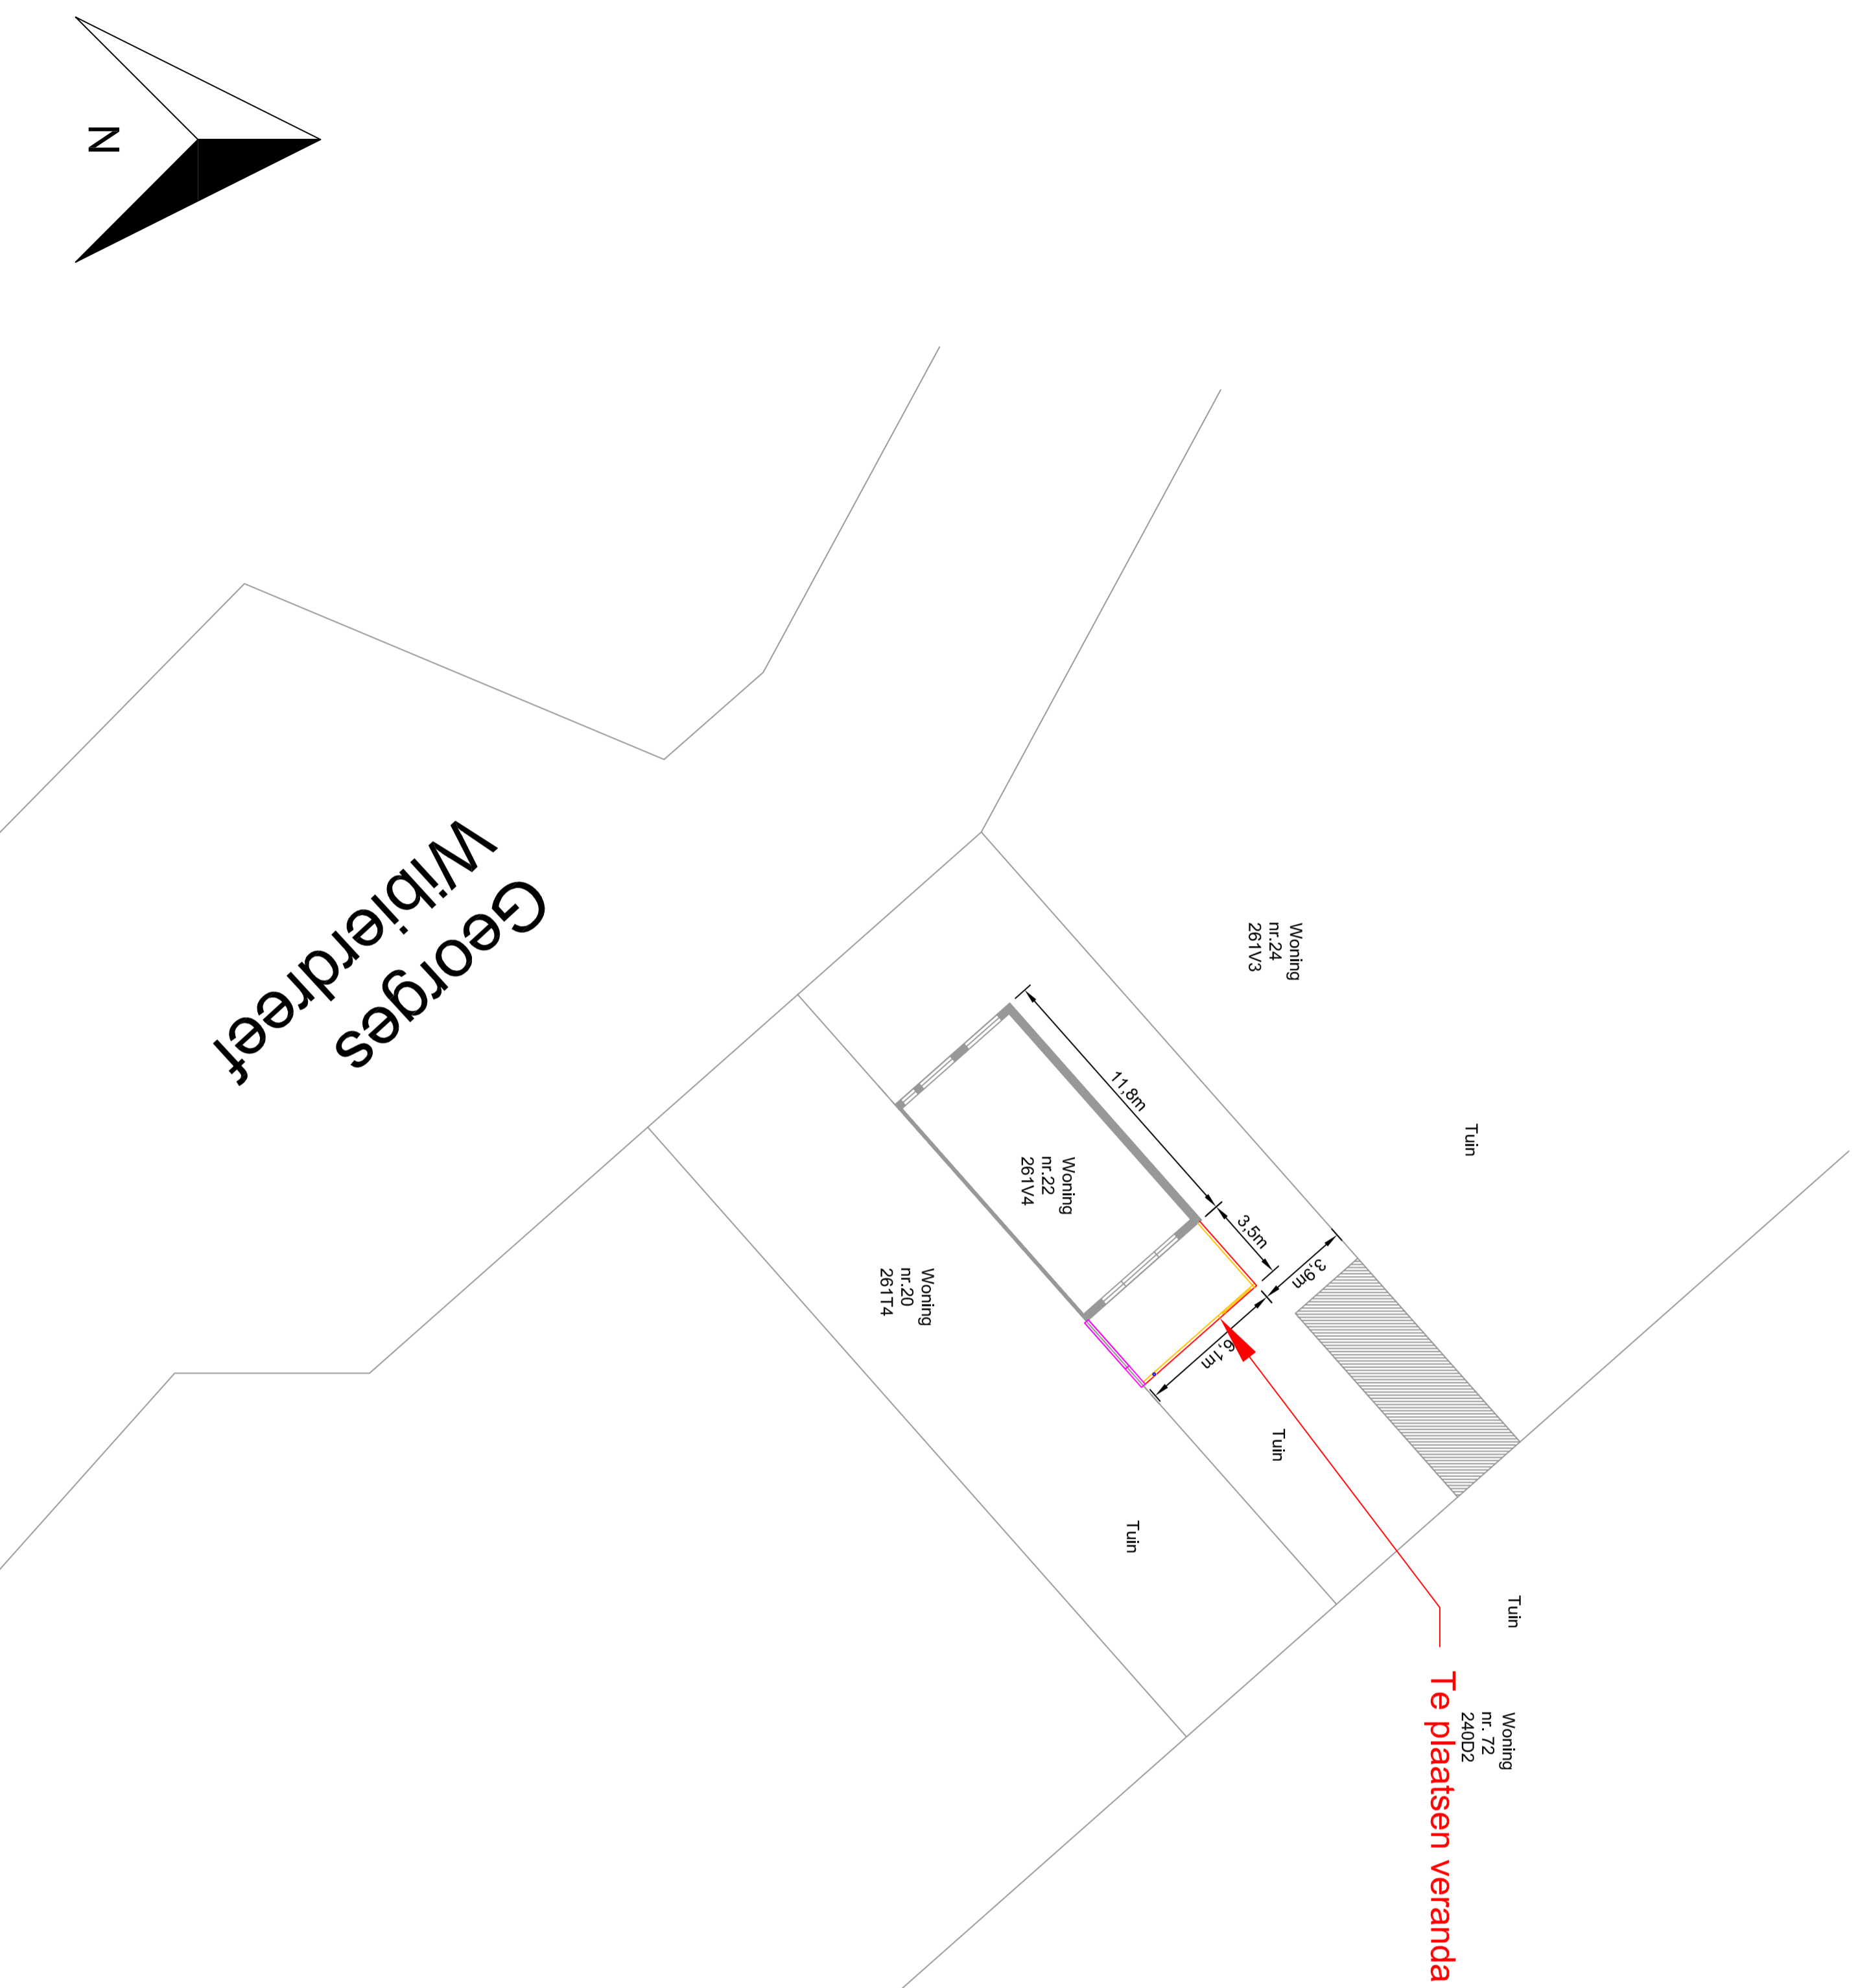 N
Georges
Wilbierdreef
Woning
nr.24
261V3
Tuin
11,8m
3,5m
3,9m
6,1m
Woning
nr.22
261V4
Woning
nr.20
261T4
Tuin
Tuin
Tuin
Woning
nr. 72
240D2
Te plaatsen veranda